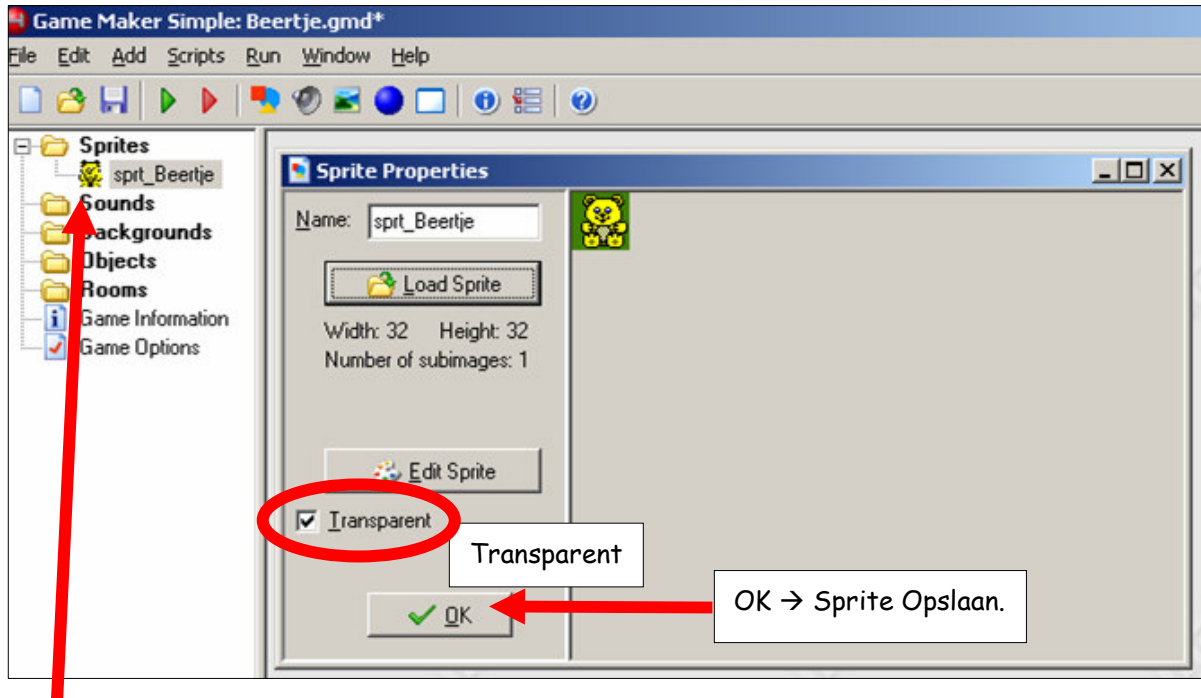 Game Maker Simple: Beertje.gmd*
File Edit Add Scripts Run Window Help
Sprites
sprt_Beertje
Sounds
Backgrounds
Objects
Rooms
Game Information
Game Options
Sprite Properties
Name: sprt_Beertje
Load Sprite
Width: 32 Height: 32
Number of subimages: 1
Edit Sprite
Transparent
Transparent
OK
OK → Sprite Opslaan.